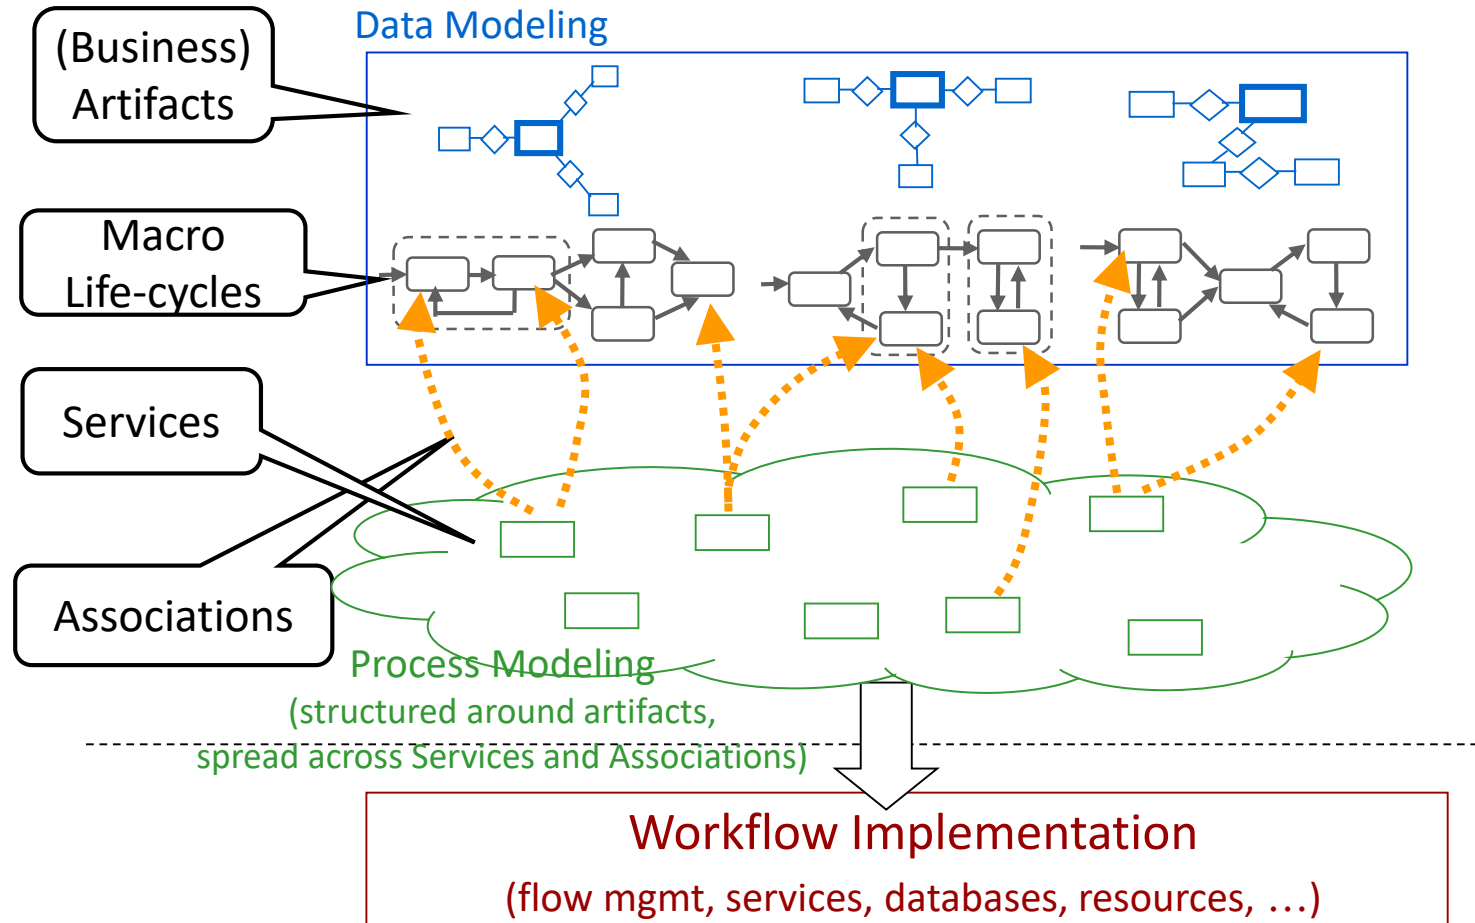 Data Modeling
(Business)
Artifacts
Macro
Life-cycles
Services
Associations
Process Modeling
(structured around artifacts,
spread across Services and Associations)
Workflow Implementation
(flow mgmt, services, databases, resources, …)